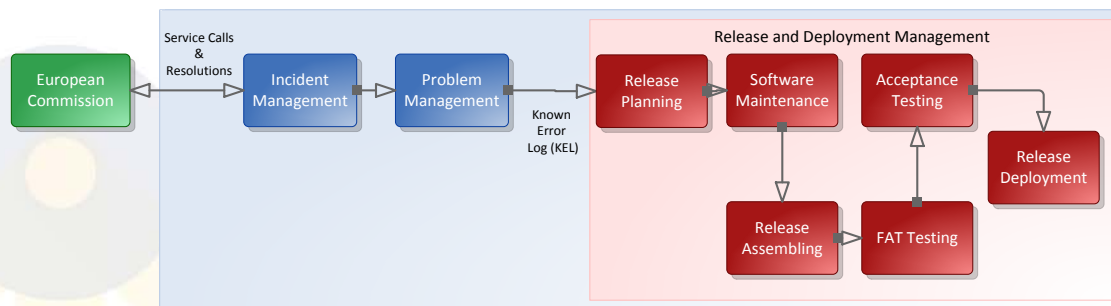 Service Calls
&
Resolutions
European
Commission
Incident
Management
Problem
Management
Known
Error
Log (KEL)
Release and Deployment Management
Release
Planning
Software
Maintenance
Acceptance
Testing
Release
Deployment
Release
Assembling
FAT Testing